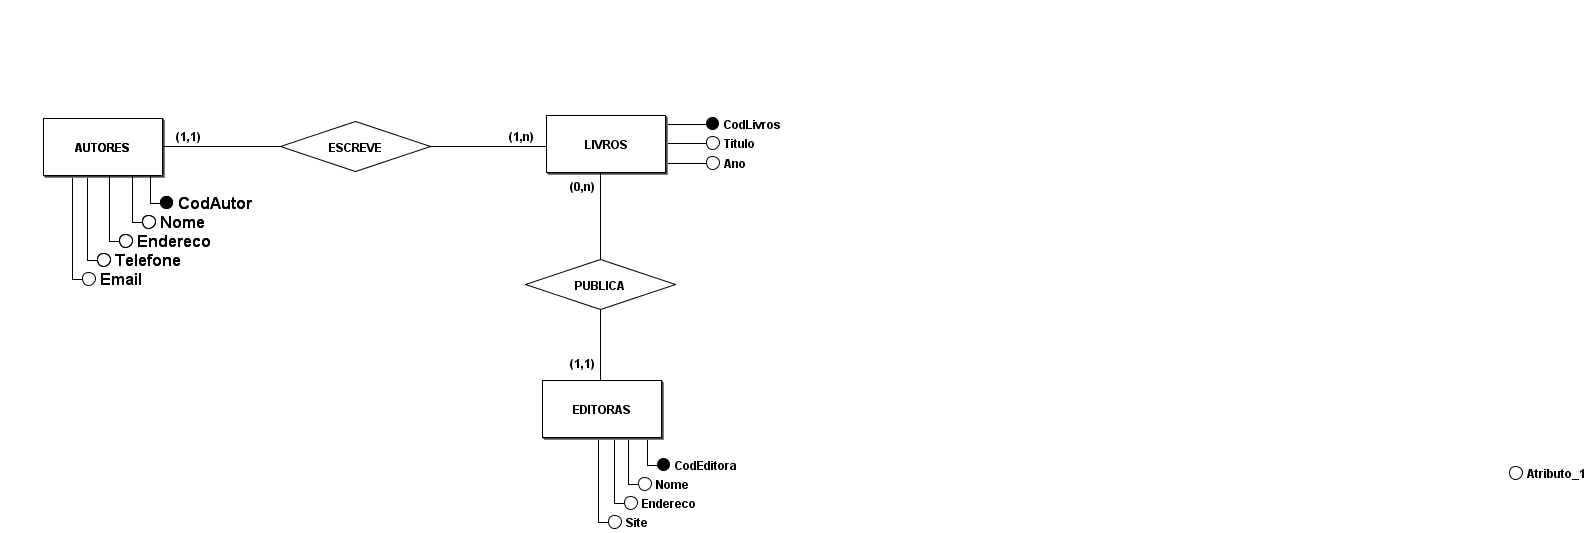 AUTORES
(1,1)
ESCREVE
(1,n)
LIVROS
CodLivros
Titulo
Ano
CodAutor
Nome
Endereco
Telefone
Email
(0,n)
PUBLICA
(1,1)
EDITORAS
CodEditora
Nome
Endereco
Site
Atributo_1